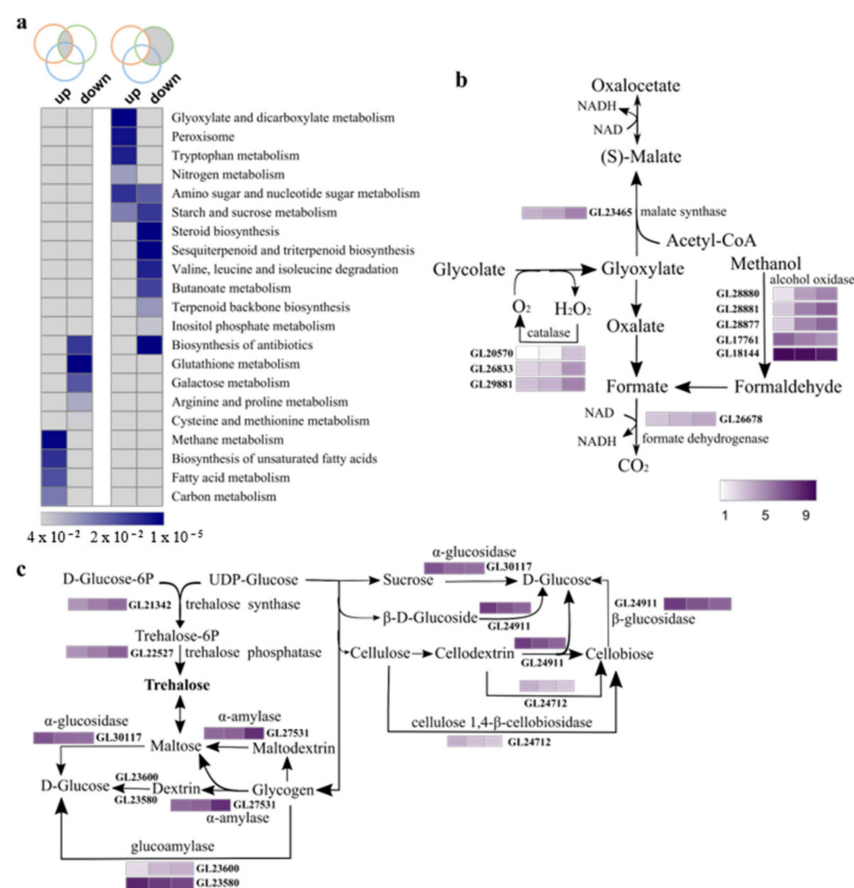 a
up
down
up
down
Glyoxylate and dicarboxylate metabolism
Peroxisome
Tryptophan metabolism
Nitrogen metabolism
Amino sugar and nucleotide sugar metabolism
Starch and sucrose metabolism
Steroid biosynthesis
Sesquiterpenoid and triterpenoid biosynthesis
Valine, leucine and isoleucine degradation
Butanoate metabolism
Terpenoid backbone biosynthesis
Inositol phosphate metabolism
Biosynthesis of antibiotics
Glutathione metabolism
Galactose metabolism
Arginine and proline metabolism
Cysteine and methionine metabolism
Methane metabolism
Biosynthesis of unsaturated fatty acids
Fatty acid metabolism
Carbon metabolism
4 x 10⁻² 2 x 10⁻² 1 x 10⁻⁵
b
Oxalocetate
NADH
NAD
(S)-Malate
GL23465 malate synthase
Acetyl-CoA
Glycolate
Glyoxylate
Methanol
alcohol oxidase
GL28880
GL28881
GL28877
GL17761
GL18144
O₂
H₂O₂
catalase
GL20570
GL26833
GL29881
Oxalate
Formate
Formaldehyde
NAD
NADH
GL26678
formate dehydrogenase
CO₂
1 5 9
c
D-Glucose-6P
UDP-Glucose
GL21342 trehalose synthase
Trehalose-6P
GL22527 trehalose phosphatase
Trehalose
α-glucosidase
GL30117
α-amylase
GL27531
Maltose
Maltodextrin
D-Glucose
GL23600
GL23580
Dextrin
Glycogen
GL27531
α-amylase
glucoamylase
GL23600
GL23580
α-glucosidase
GL30117
Sucrose
D-Glucose
β-D-Glucoside
GL24911
GL24911
β-glucosidase
Cellulose
Cellodextrin
GL24911
Cellobiose
GL24712
cellulose 1,4-β-cellobiosidase
GL24712